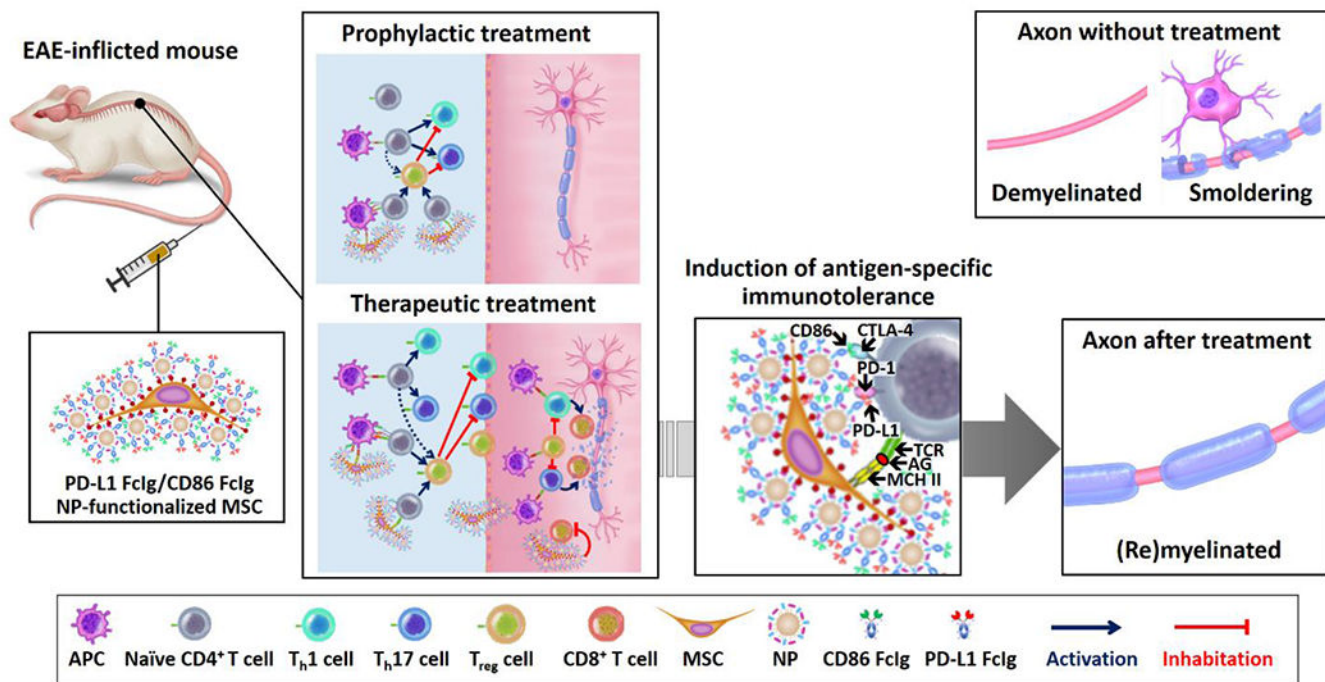 EAE-inflicted mouse
PD-L1 FcIg/CD86 FcIg
NP-functionalized MSC
Prophylactic treatment
Therapeutic treatment
Induction of antigen-specific
immunotolerance
CD86
CTLA-4
PD-1
PD-L1
TCR
AG
MCH II
Axon without treatment
Demyelinated
Smoldering
Axon after treatment
(Re)myelinated
APC
Naïve CD4⁺ T cell
Tₕ1 cell
Tₕ17 cell
T_reg cell
CD8⁺ T cell
MSC
NP
CD86 FcIg
PD-L1 FcIg
Activation
Inhabitation